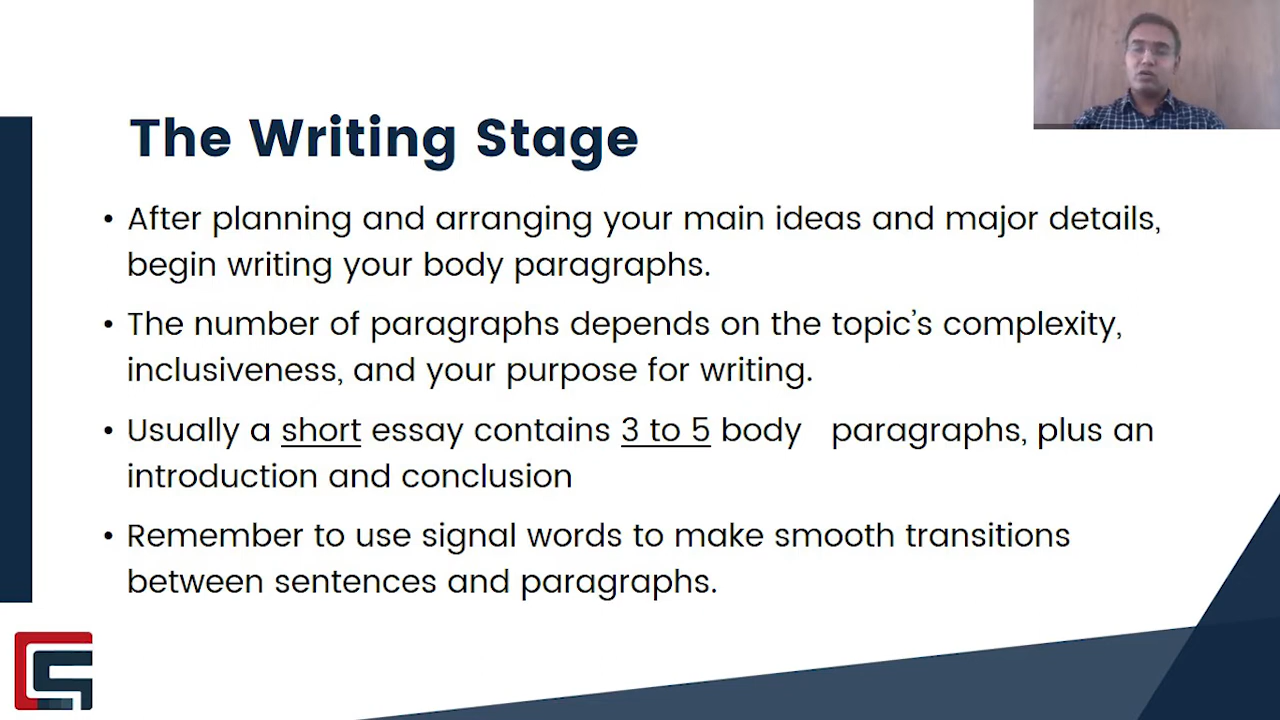 The Writing Stage
• After planning and arranging your main ideas and major details,
begin writing your body paragraphs.
• The number of paragraphs depends on the topic’s complexity,
inclusiveness, and your purpose for writing.
• Usually a short essay contains 3 to 5 body paragraphs, plus an
introduction and conclusion
• Remember to use signal words to make smooth transitions
between sentences and paragraphs.